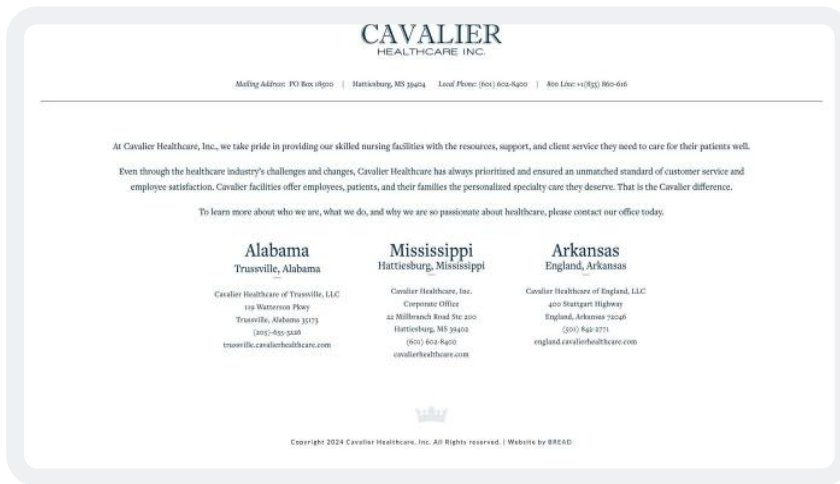 CAVALIER
HEALTHCARE INC.
Mailing Address: PO Box 18500 | Hattiesburg, MS 39404 Local Phone: (601) 602-8400 | 800 Line: +1(855) 860-616
At Cavalier Healthcare, Inc., we take pride in providing our skilled nursing facilities with the resources, support, and client service they need to care for their patients well.
Even through the healthcare industry's challenges and changes, Cavalier Healthcare has always prioritized and ensured an unmatched standard of customer service and
employee satisfaction. Cavalier facilities offer employees, patients, and their families the personalized specialty care they deserve. That is the Cavalier difference.
To learn more about who we are, what we do, and why we are so passionate about healthcare, please contact our office today.
Alabama
Trussville, Alabama
Cavalier Healthcare of Trussville, LLC
119 Watterson Pkwy
Trussville, Alabama 35173
(205)-655-3226
trussville.cavalierhealthcare.com
Mississippi
Hattiesburg, Mississippi
Cavalier Healthcare, Inc.
Corporate Office
22 Millbranch Road Ste 200
Hattiesburg, MS 39402
(601) 602-8400
cavalierhealthcare.com
Arkansas
England, Arkansas
Cavalier Healthcare of England, LLC
400 Stuttgart Highway
England, Arkansas 72046
(501) 842-2771
england.cavalierhealthcare.com
Copyright 2024 Cavalier Healthcare, Inc. All Rights reserved. | Website by BREAD